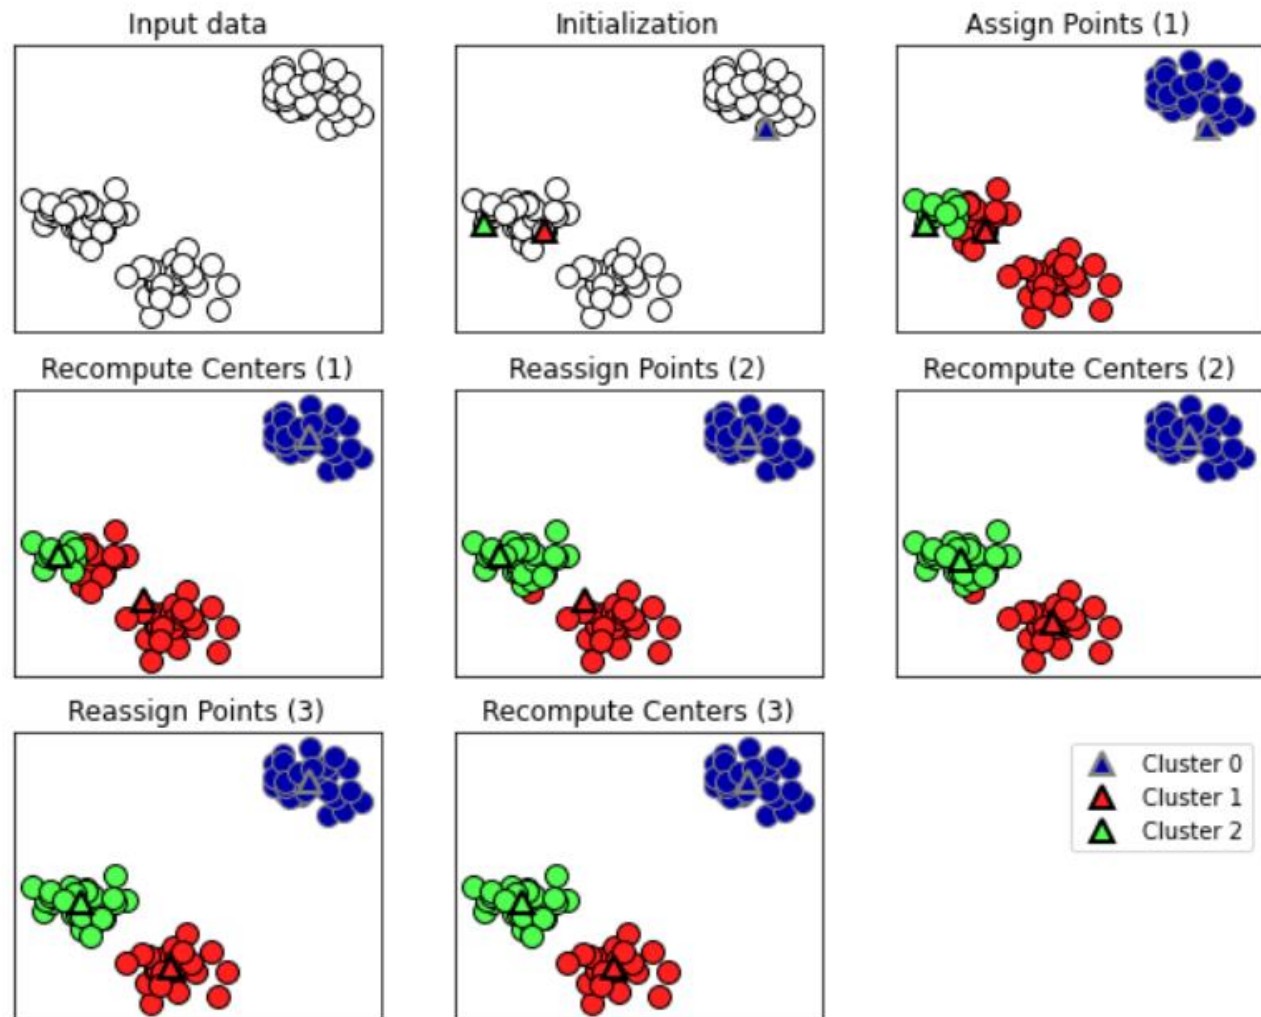 Input data
Initialization
Assign Points (1)
Recompute Centers (1)
Reassign Points (2)
Recompute Centers (2)
Reassign Points (3)
Recompute Centers (3)
Cluster 0
Cluster 1
Cluster 2